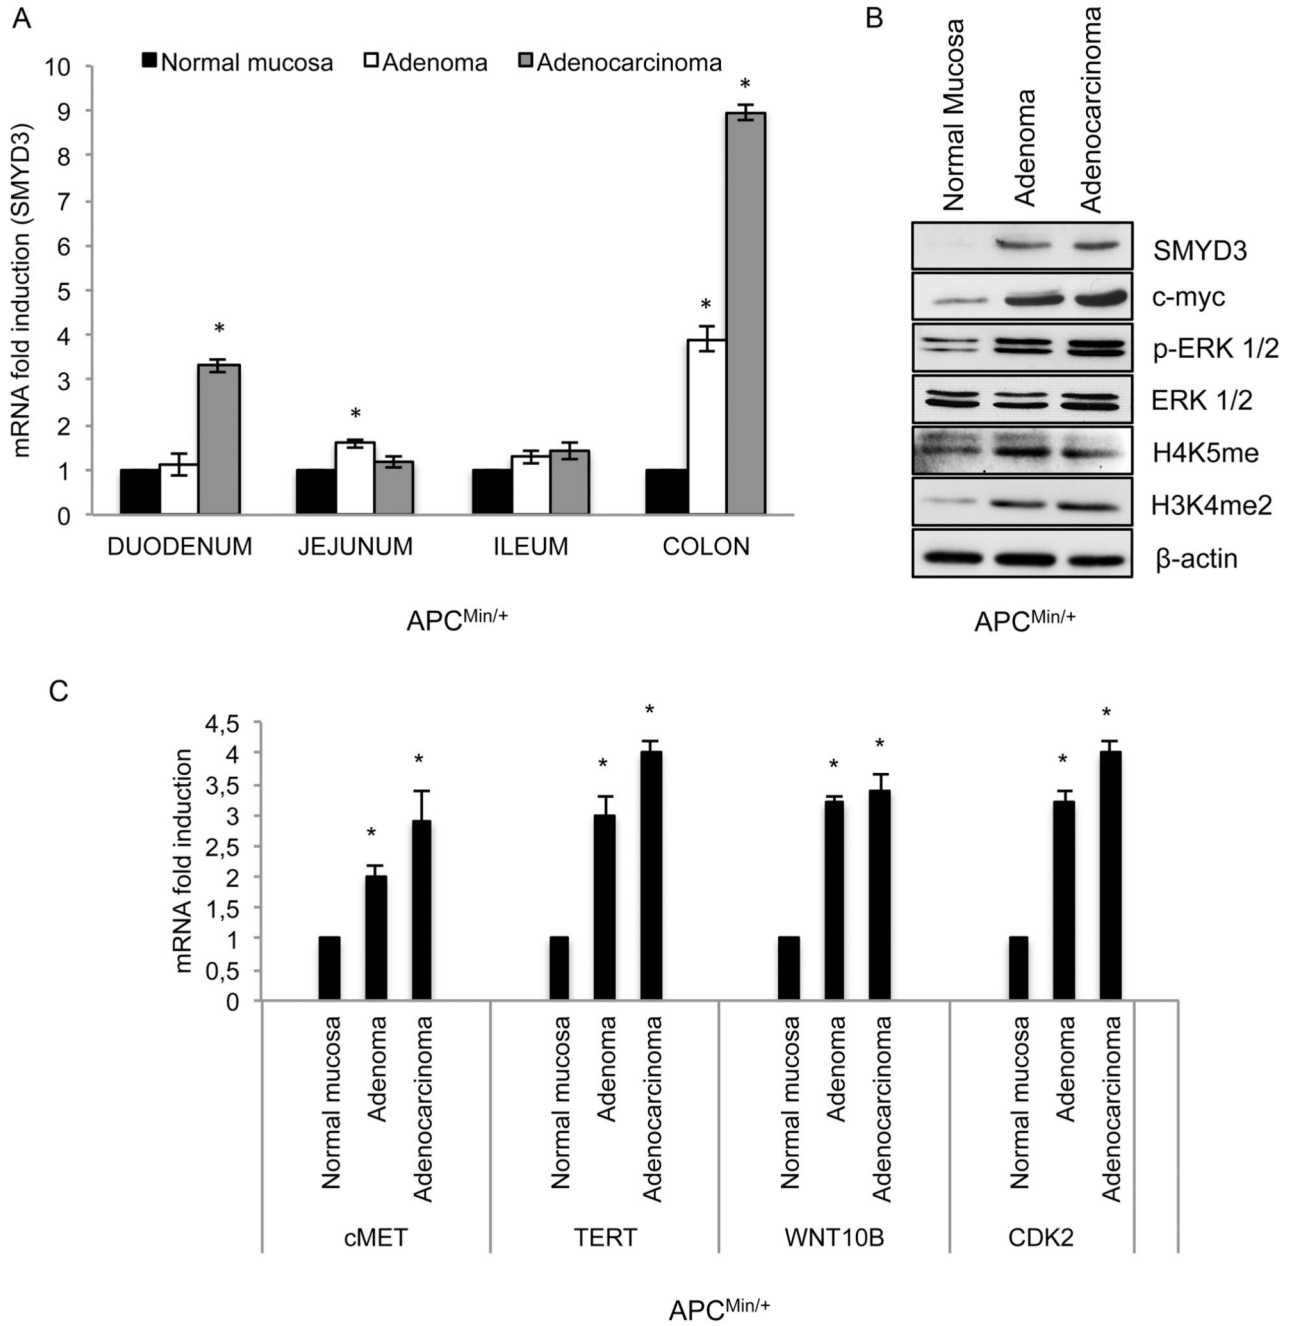 A
Normal mucosa Adenoma Adenocarcinoma
mRNA fold induction (SMYD3)
10
9
8
7
6
5
4
3
2
1
0
*
*
*
*
DUODENUM JEJUNUM ILEUM COLON
APCMin/+
B
Normal Mucosa
Adenoma
Adenocarcinoma
SMYD3
c-myc
p-ERK 1/2
ERK 1/2
H4K5me
H3K4me2
β-actin
APCMin/+
C
mRNA fold induction
4,5
4
3,5
3
2,5
2
1,5
1
0,5
0
*
*
*
*
*
*
*
*
Normal mucosa
Adenoma
Adenocarcinoma
Normal mucosa
Adenoma
Adenocarcinoma
Normal mucosa
Adenoma
Adenocarcinoma
Normal mucosa
Adenoma
Adenocarcinoma
cMET TERT WNT10B CDK2
APCMin/+